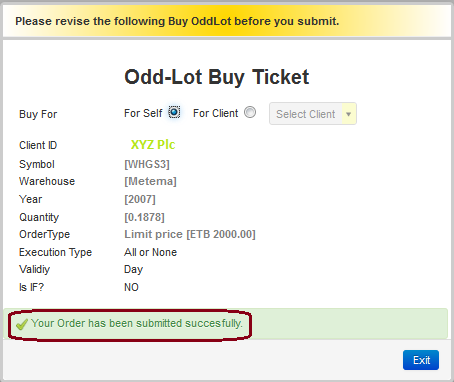 Please revise the following Buy OddLot before you submit.
Odd-Lot Buy Ticket
Buy For For Self For Client Select Client
Client ID XYZ Plc
Symbol [WHGS3]
Warehouse [Metema]
Year [2007]
Quantity [0.1878]
OrderType Limit price [ETB 2000.00]
Execution Type All or None
Validiy Day
Is IF? NO
Your Order has been submitted succesfully.
Exit